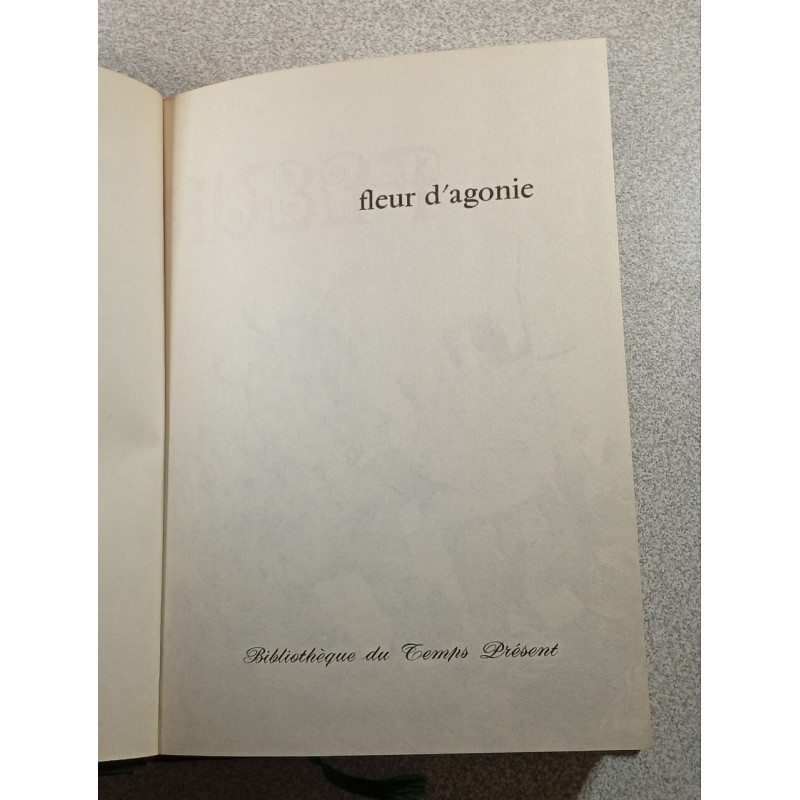 fleur d'agonie
Bibliothèque du Temps Présent